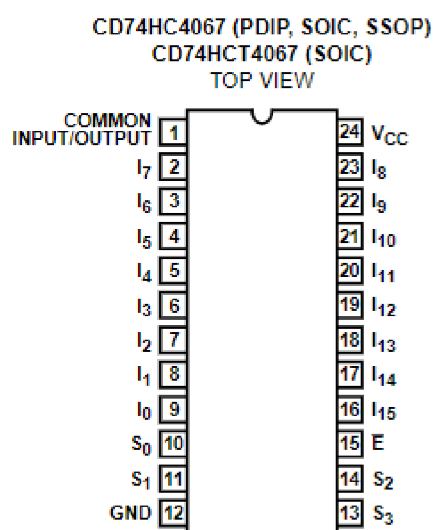 CD74HC4067 (PDIP, SOIC, SSOP)
CD74HCT4067 (SOIC)
TOP VIEW
COMMON
INPUT/OUTPUT 1 24 VCC
I7 2 23 I8
I6 3 22 I9
I5 4 21 I10
I4 5 20 I11
I3 6 19 I12
I2 7 18 I13
I1 8 17 I14
I0 9 16 I15
S0 10 15 E̅
S1 11 14 S2
GND 12 13 S3